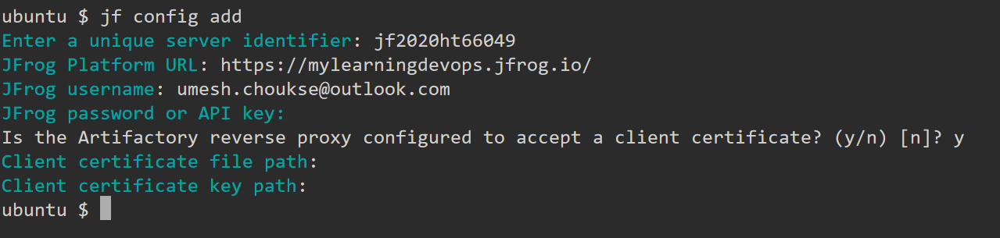 ubuntu $ jf config add
Enter a unique server identifier: jf2020ht66049
JFrog Platform URL: https://mylearningdevops.jfrog.io/
JFrog username: umesh.choukse@outlook.com
JFrog password or API key:
Is the Artifactory reverse proxy configured to accept a client certificate? (y/n) [n]? y
Client certificate file path:
Client certificate key path:
ubuntu $